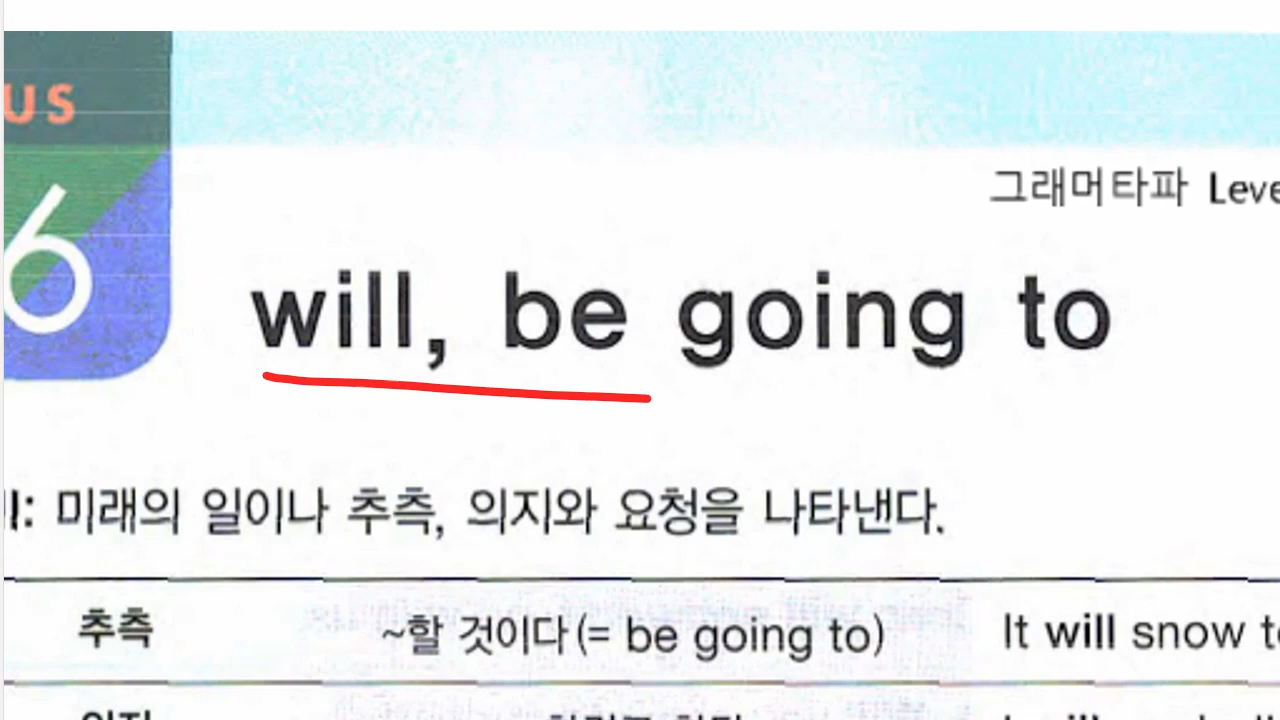 US
6
그래머타파
will, be going to
미래의 일이나 추측, 의지와 요청을 나타낸다.
추측 ~할 것이다 (= be going to) It will snow